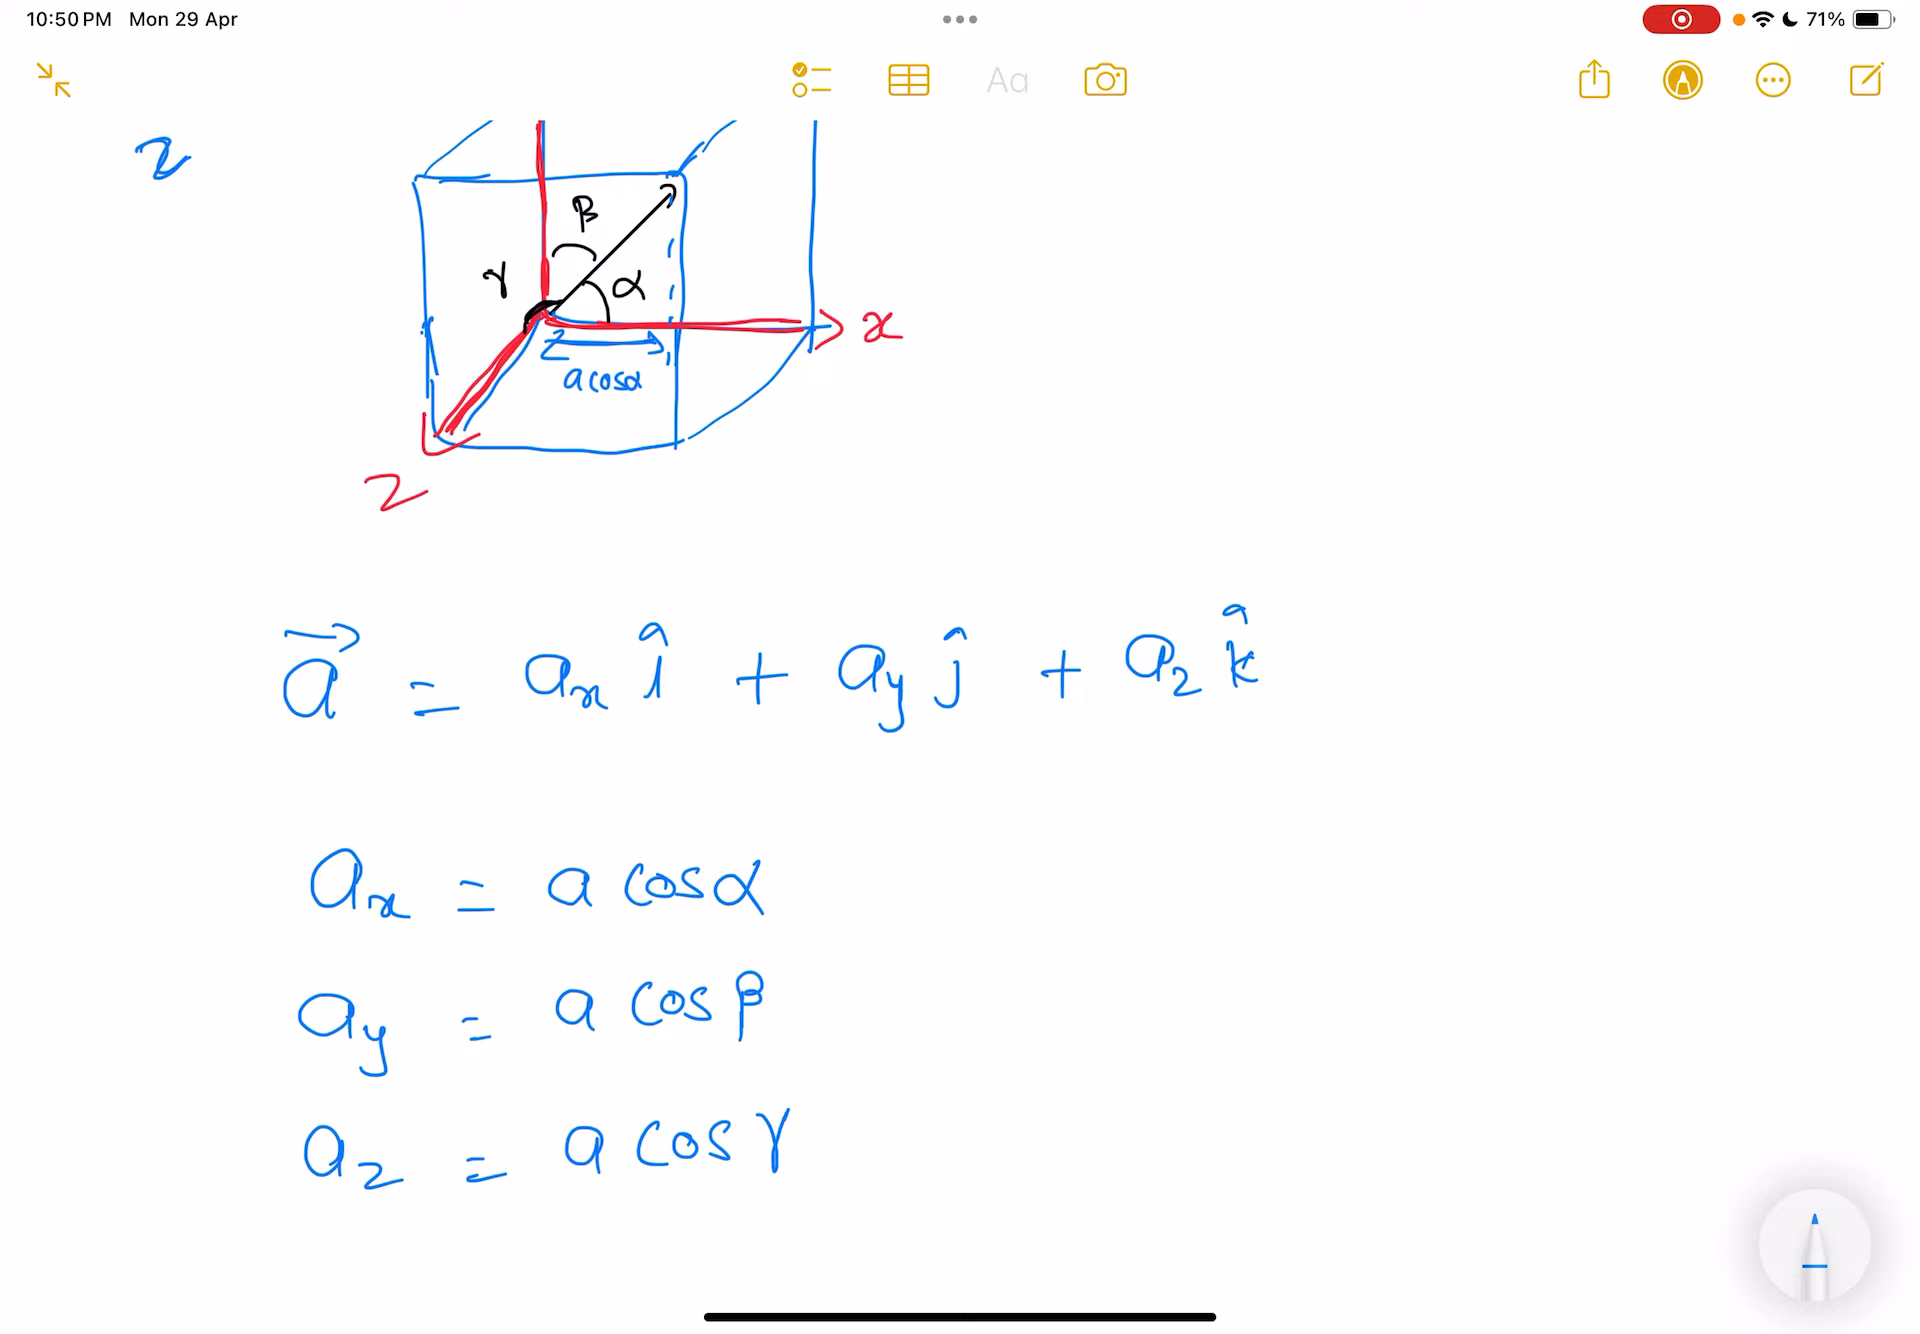 10:50 PM Mon 29 Apr
71%
Aa
z
β
γ
α
x
a cosα
z
a⃗ = aₓ î + a_y ĵ + a_z k̂
aₓ = a cosα
a_y = a cos β
a_z = a cos γ